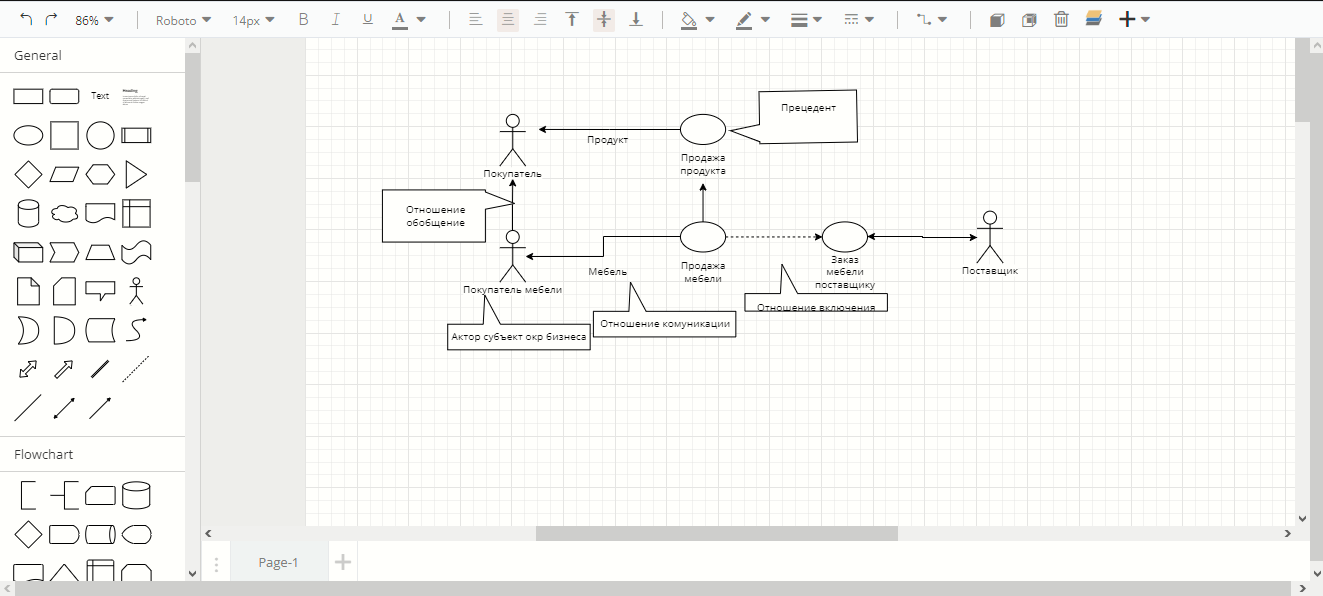 86%
Roboto
14px
B
I
U
A
General
Text
Heading
Прецедент
Продукт
Продажа
продукта
Покупатель
Отношение
обобщение
Мебель
Продажа
мебели
Заказ
мебели
поставщику
Поставщик
Покупатель мебели
Отношение включения
Отношение комуникации
Актор субъект окр бизнеса
Flowchart
Page-1